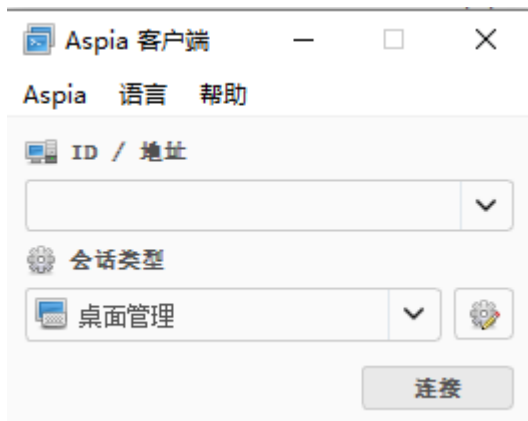 Aspia 客户端
Aspia 语言 帮助
ID / 地址
会话类型
桌面管理
连接